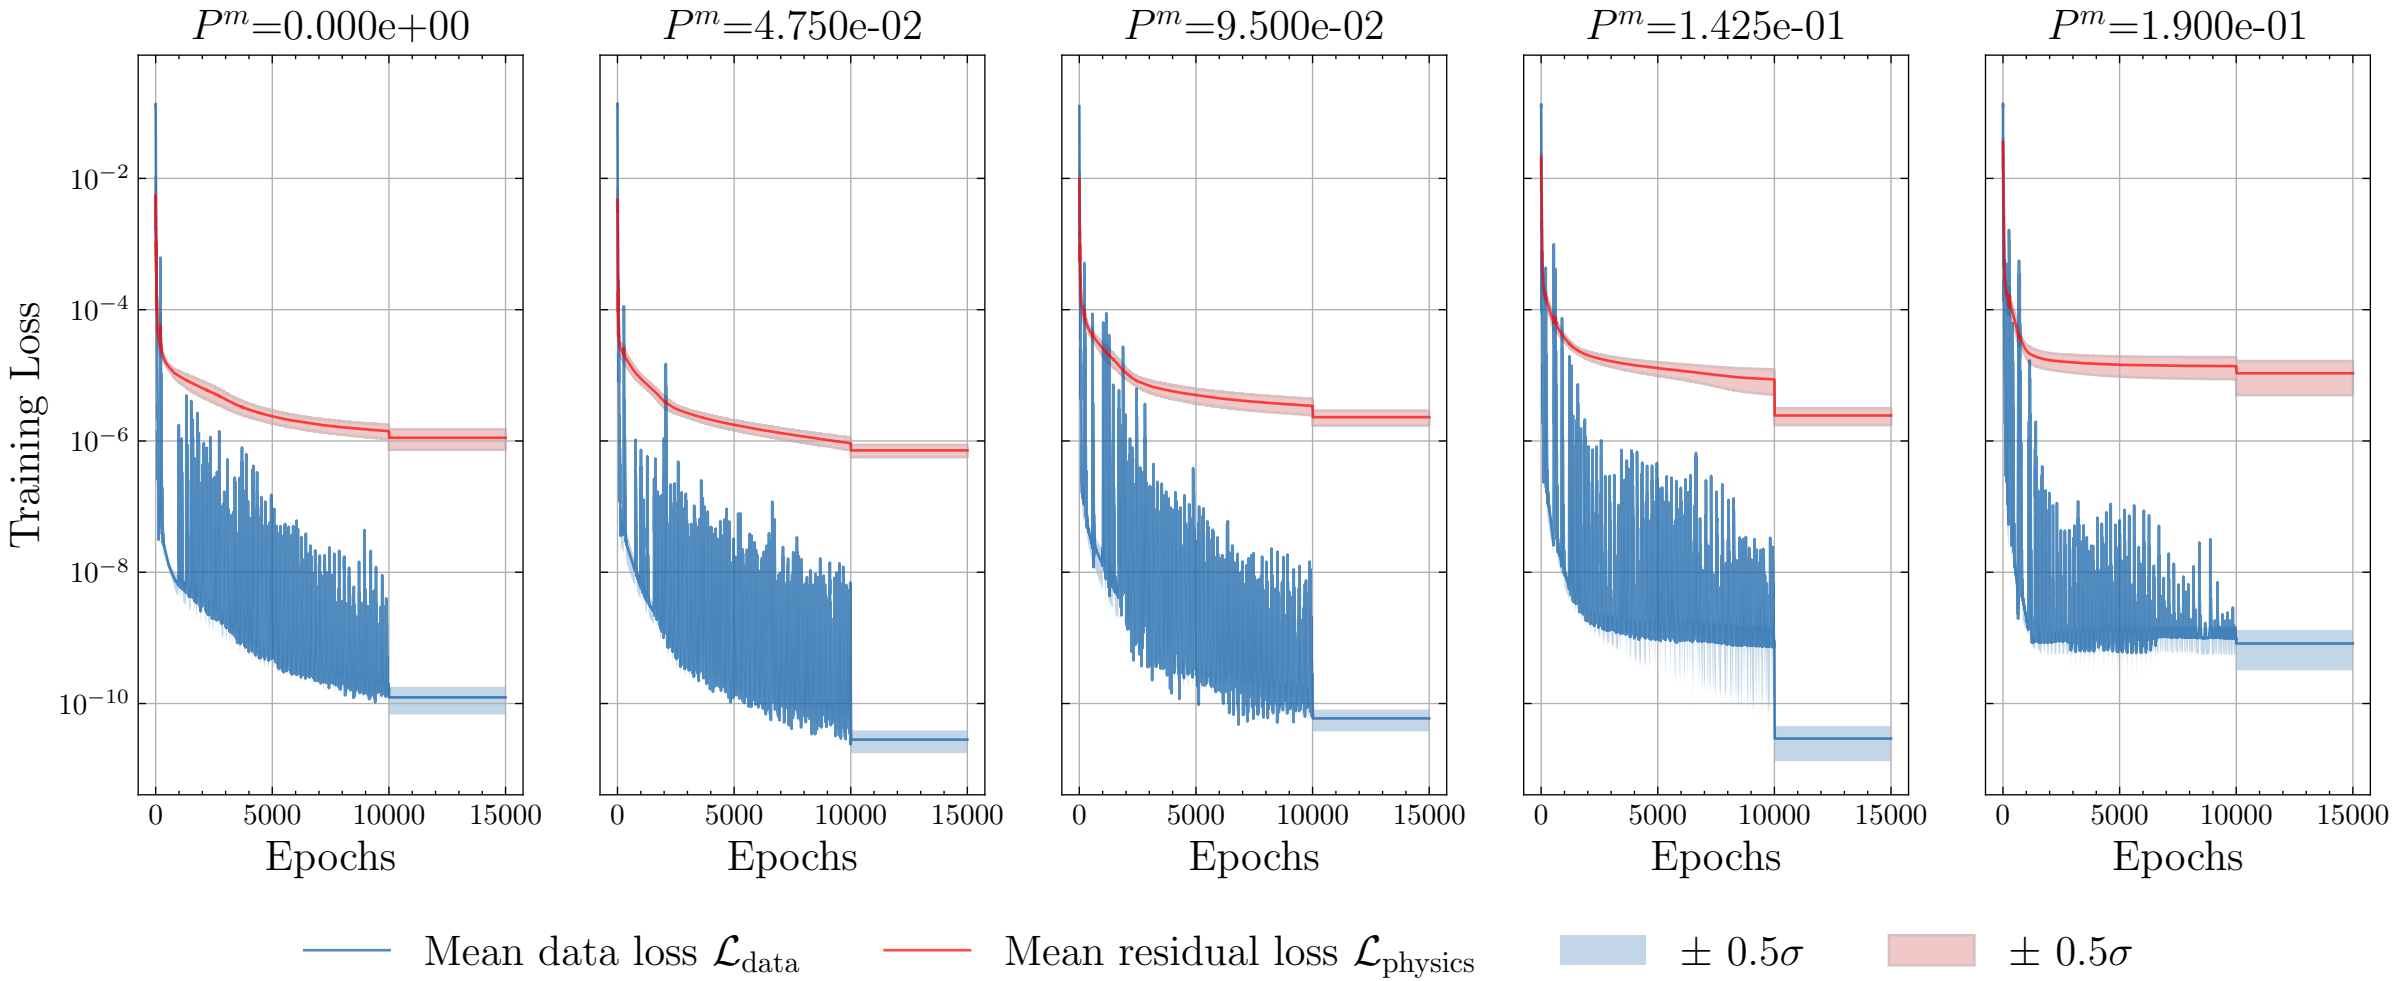 P^m=0.000e+00 P^m=4.750e-02 P^m=9.500e-02 P^m=1.425e-01 P^m=1.900e-01
Training Loss
10^−2
10^−4
10^−6
10^−8
10^−10
0 5000 10000 15000 0 5000 10000 15000 0 5000 10000 15000 0 5000 10000 15000 0 5000 10000 15000
Epochs Epochs Epochs Epochs Epochs
Mean data loss ℒ_data Mean residual loss ℒ_physics ± 0.5σ ± 0.5σ